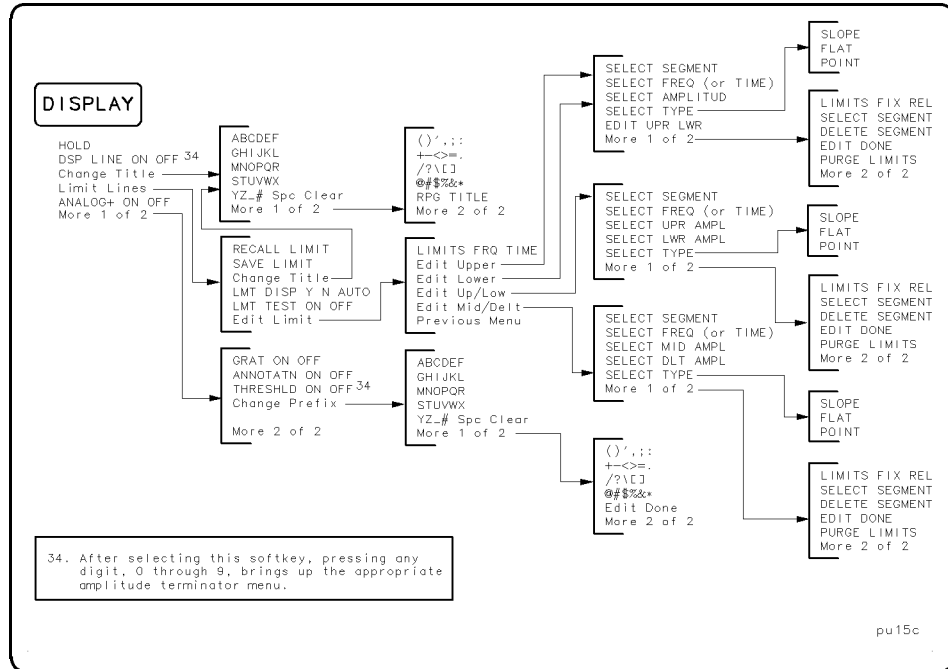 DISPLAY
HOLD
DSP LINE ON OFF 34
Change Title
Limit Lines
ANALOG+ ON OFF
More 1 of 2
ABCDEF
GHIJKL
MNOPQR
STUVWX
YZ_# Spc Clear
More 1 of 2
()',;:
+-<>=.
/?\[]
@#$%&*
RPG TITLE
More 2 of 2
RECALL LIMIT
SAVE LIMIT
Change Title
LMT DISP Y N AUTO
LMT TEST ON OFF
Edit Limit
LIMITS FRQ TIME
Edit Upper
Edit Lower
Edit Up/Low
Edit Mid/Delt
Previous Menu
GRAT ON OFF
ANNOTATN ON OFF
THRESHLD ON OFF 34
Change Prefix
More 2 of 2
ABCDEF
GHIJKL
MNOPQR
STUVWX
YZ_# Spc Clear
More 1 of 2
()',;:
+-<>=.
/?\[]
@#$%&*
Edit Done
More 2 of 2
SELECT SEGMENT
SELECT FREQ (or TIME)
SELECT AMPLITUD
SELECT TYPE
EDIT UPR LWR
More 1 of 2
SLOPE
FLAT
POINT
LIMITS FIX REL
SELECT SEGMENT
DELETE SEGMENT
EDIT DONE
PURGE LIMITS
More 2 of 2
SELECT SEGMENT
SELECT FREQ (or TIME)
SELECT UPR AMPL
SELECT LWR AMPL
SELECT TYPE
More 1 of 2
SLOPE
FLAT
POINT
LIMITS FIX REL
SELECT SEGMENT
DELETE SEGMENT
EDIT DONE
PURGE LIMITS
More 2 of 2
SELECT SEGMENT
SELECT FREQ (or TIME)
SELECT MID AMPL
SELECT DLT AMPL
SELECT TYPE
More 1 of 2
SLOPE
FLAT
POINT
LIMITS FIX REL
SELECT SEGMENT
DELETE SEGMENT
EDIT DONE
PURGE LIMITS
More 2 of 2
34. After selecting this softkey, pressing any
digit, 0 through 9, brings up the appropriate
amplitude terminator menu.
pu15c